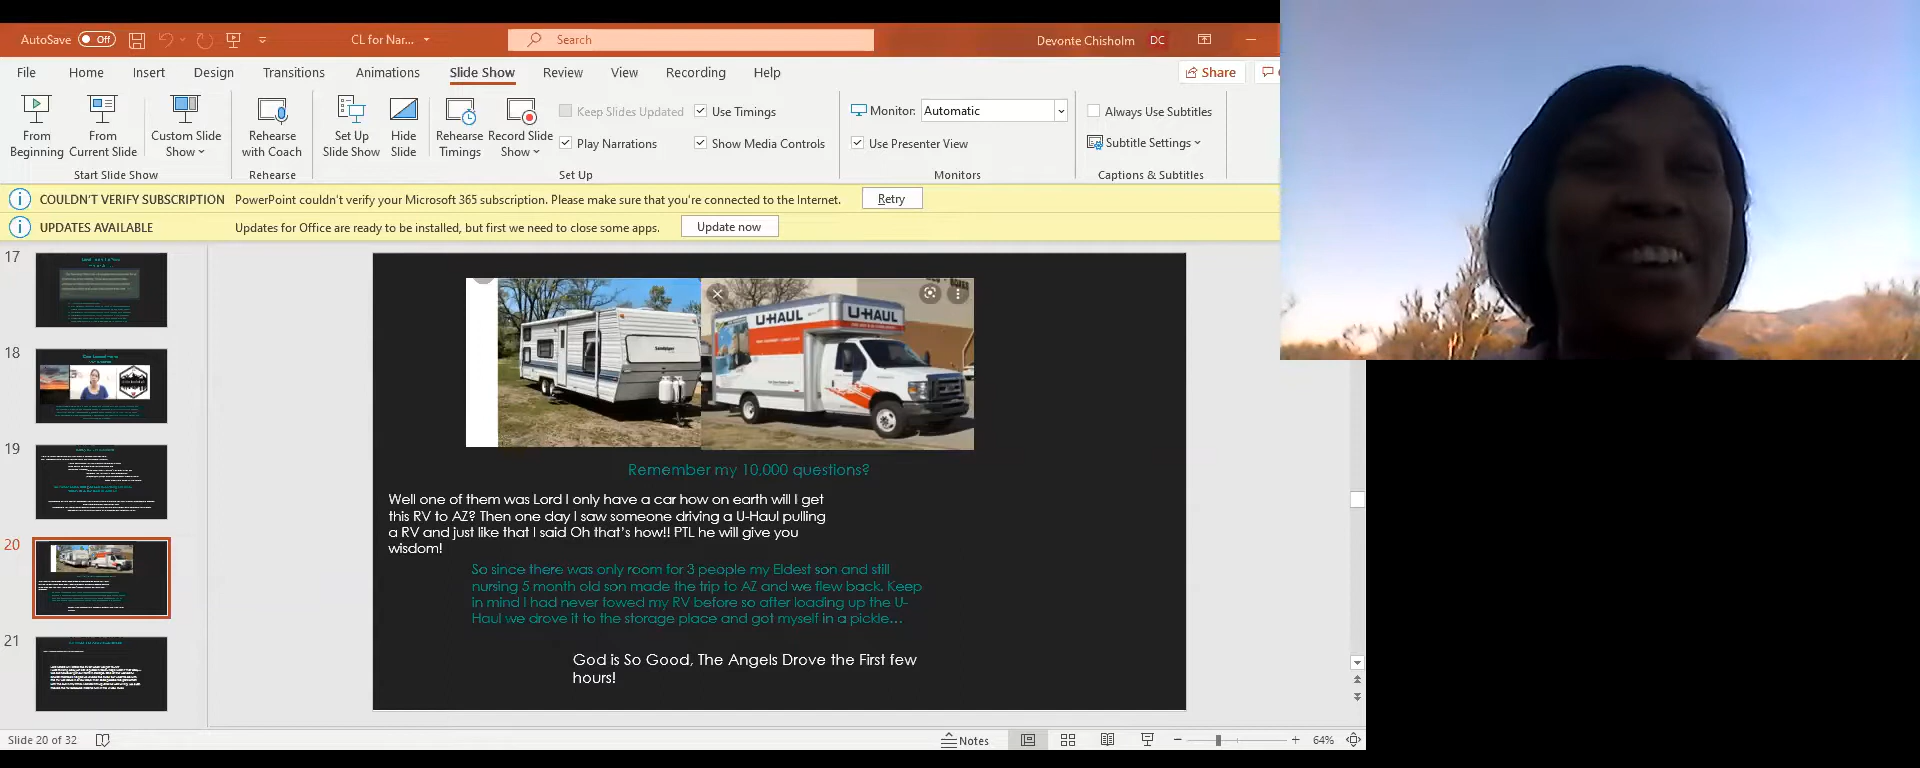 AutoSave Off CL for Nar... Search Devonte Chisholm DC
File Home Insert Design Transitions Animations Slide Show Review View Recording Help Share
From Beginning
From Current Slide
Custom Slide Show
Rehearse with Coach
Set Up Slide Show
Hide Slide
Rehearse Timings
Record Slide Show
Keep Slides Updated
Play Narrations
Use Timings
Show Media Controls
Monitor: Automatic
Use Presenter View
Always Use Subtitles
Subtitle Settings
Start Slide Show Rehearse Set Up Monitors Captions & Subtitles
COULDN'T VERIFY SUBSCRIPTION PowerPoint couldn't verify your Microsoft 365 subscription. Please make sure that you're connected to the Internet. Retry
UPDATES AVAILABLE Updates for Office are ready to be installed, but first we need to close some apps. Update now
17
18
19
20
21
U-HAUL U-HAUL
Sandpiper
Remember my 10,000 questions?
Well one of them was Lord I only have a car how on earth will I get
this RV to AZ? Then one day I saw someone driving a U-Haul pulling
a RV and just like that I said Oh that's how!! PTL he will give you
wisdom!
So since there was only room for 3 people my Eldest son and still
nursing 5 month old son made the trip to AZ and we flew back. Keep
in mind I had never towed my RV before so after loading up the U-
Haul we drove it to the storage place and got myself in a pickle...
God is So Good, The Angels Drove the First few
hours!
Slide 20 of 32 Notes 64%